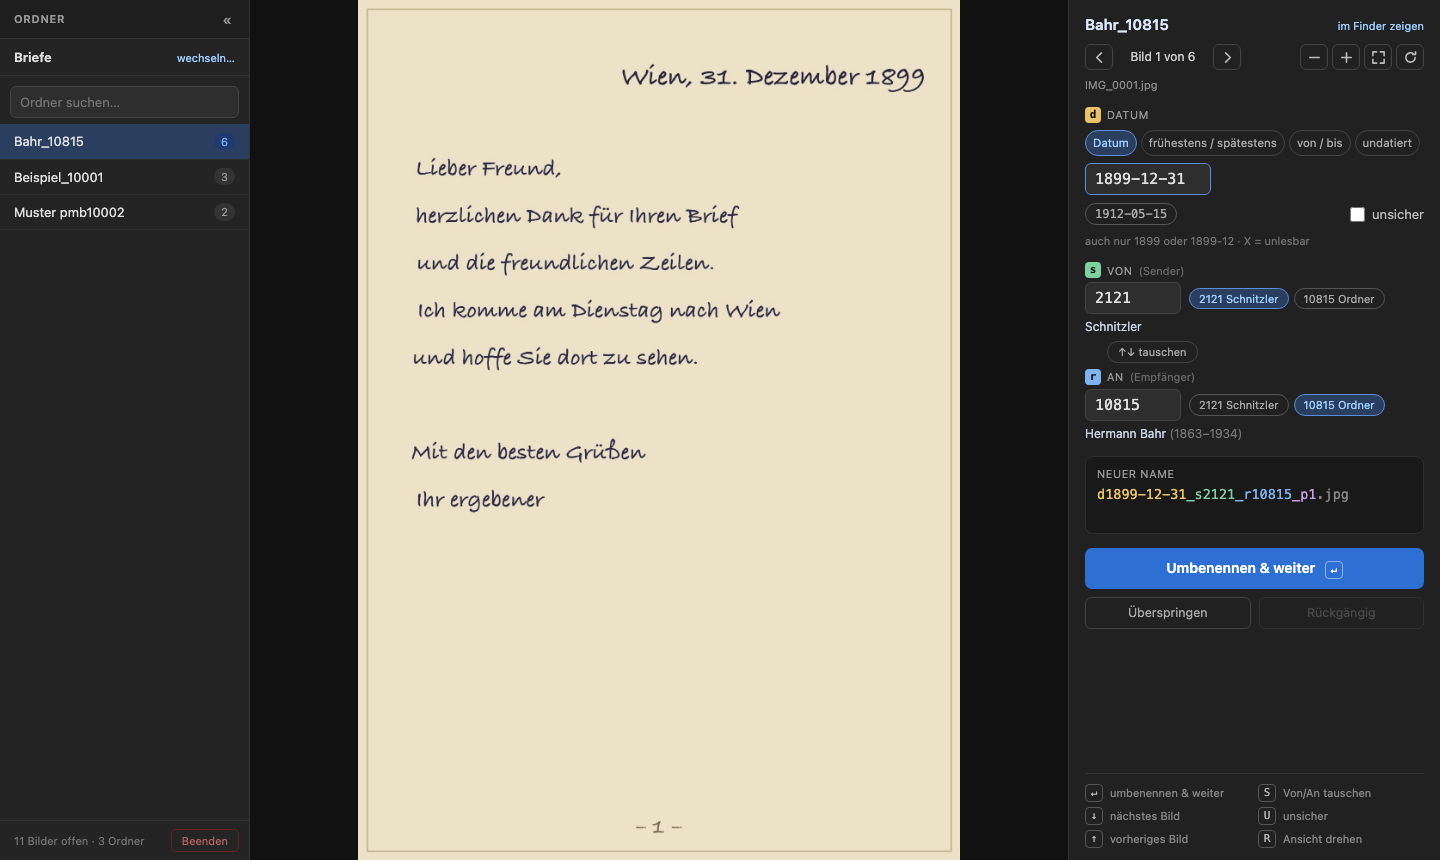 ORDNER «
Briefe wechseln...
Ordner suchen...
Bahr_10815 6
Beispiel_10001 3
Muster pmb10002 2
11 Bilder offen · 3 Ordner Beenden
Wien, 31. Dezember 1899
Lieber Freund,
herzlichen Dank für Ihren Brief
und die freundlichen Zeilen.
Ich komme am Dienstag nach Wien
und hoffe Sie dort zu sehen.
Mit den besten Grüßen
Ihr ergebener
– 1 –
Bahr_10815 im Finder zeigen
Bild 1 von 6
IMG_0001.jpg
d DATUM
Datum frühestens / spätestens von / bis undatiert
1899-12-31
1912-05-15 unsicher
auch nur 1899 oder 1899-12 · X = unlesbar
s VON (Sender)
2121 2121 Schnitzler 10815 Ordner
Schnitzler
↑↓ tauschen
r AN (Empfänger)
10815 2121 Schnitzler 10815 Ordner
Hermann Bahr (1863–1934)
NEUER NAME
d1899-12-31_s2121_r10815_p1.jpg
Umbenennen & weiter ↵
Überspringen Rückgängig
↵ umbenennen & weiter S Von/An tauschen
↓ nächstes Bild U unsicher
↑ vorheriges Bild R Ansicht drehen